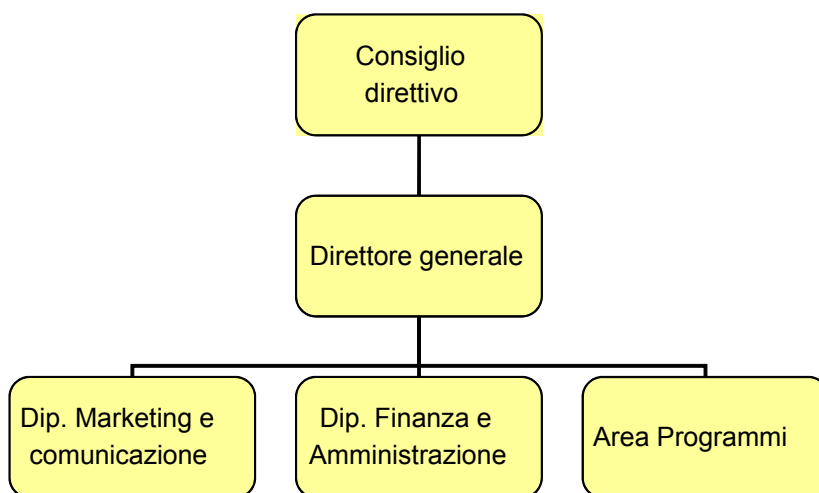 Consiglio
direttivo
Direttore generale
Dip. Marketing e
comunicazione
Dip. Finanza e
Amministrazione
Area Programmi